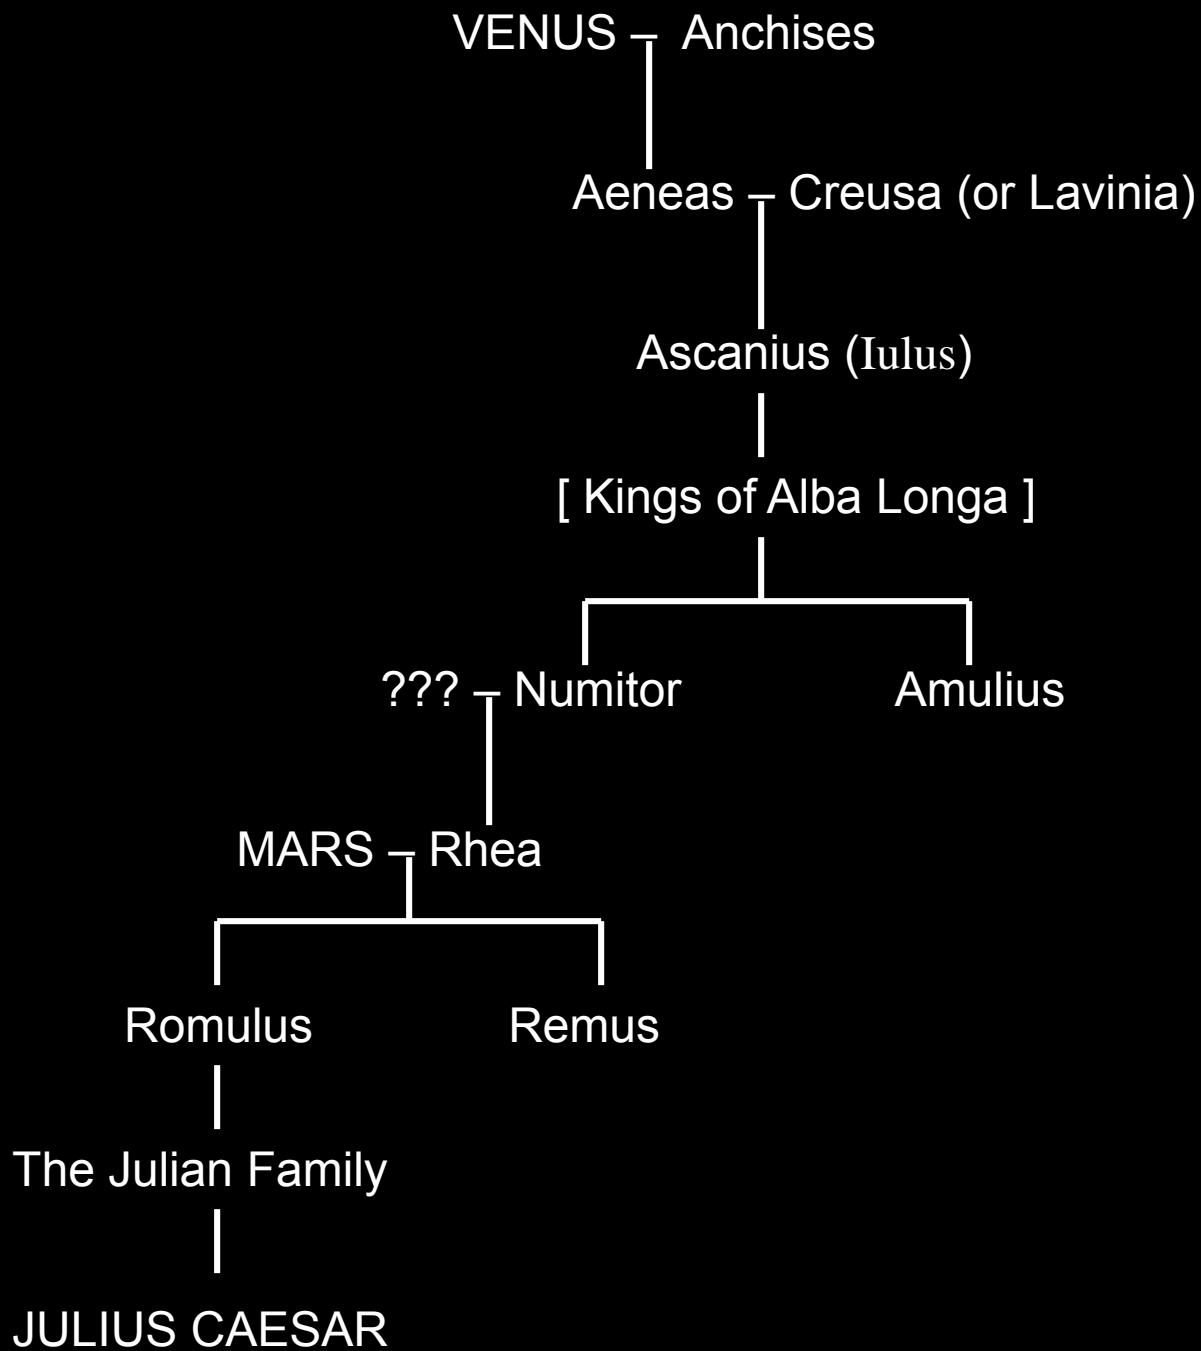 VENUS – Anchises
Aeneas – Creusa (or Lavinia)
Ascanius (Iulus)
[ Kings of Alba Longa ]
??? – Numitor Amulius
MARS – Rhea
Romulus Remus
The Julian Family
JULIUS CAESAR